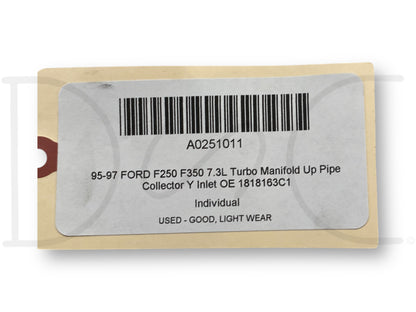 A0251011
95-97 FORD F250 F350 7.3L Turbo Manifold Up Pipe
Collector Y Inlet OE 1818163C1
Individual
USED - GOOD, LIGHT WEAR